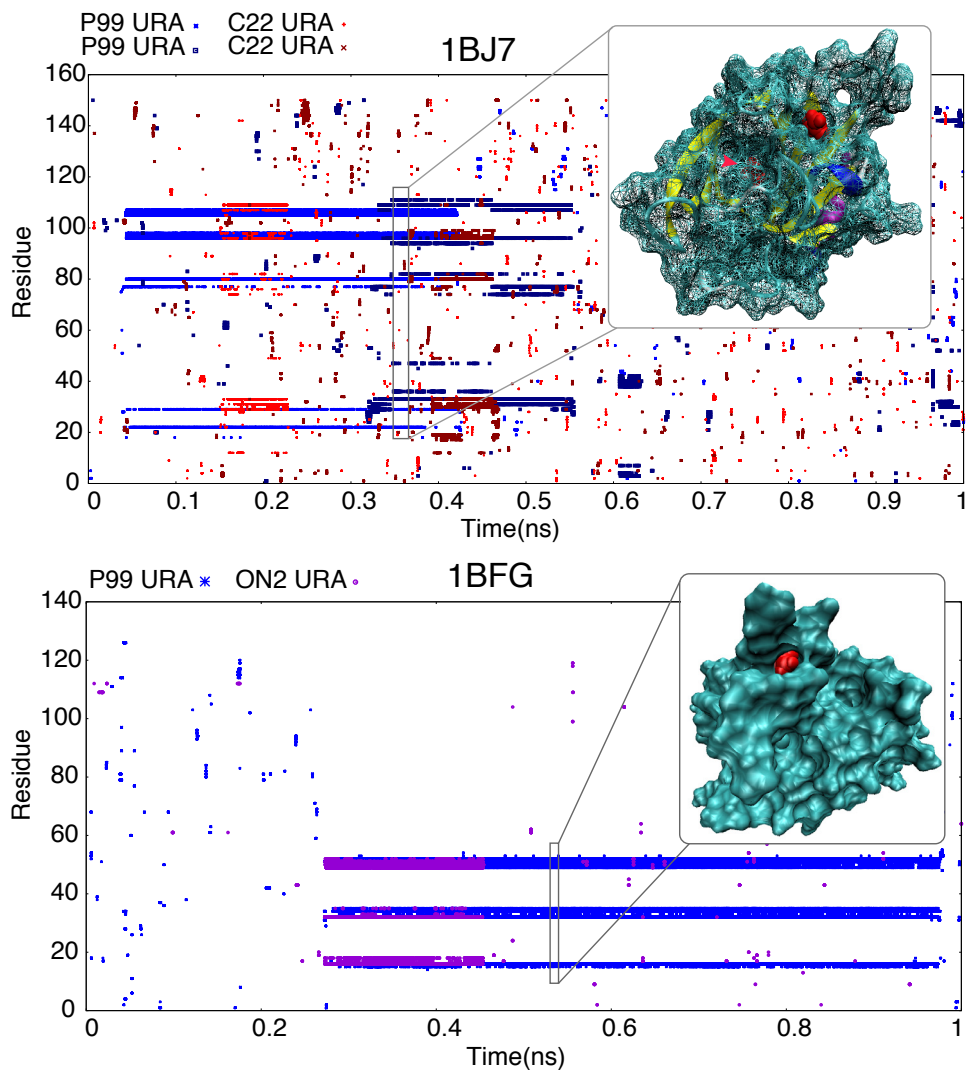 P99 URA C22 URA
P99 URA C22 URA
1BJ7
160
140
120
100
80
60
40
20
0
Residue
0 0.1 0.2 0.3 0.4 0.5 0.6 0.7 0.8 0.9 1
Time(ns)
P99 URA ON2 URA
1BFG
140
120
100
80
60
40
20
0
Residue
0 0.2 0.4 0.6 0.8 1
Time(ns)